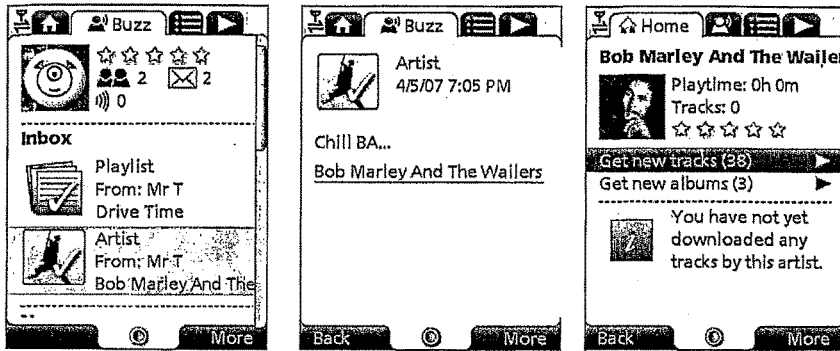 Buzz
2
2
0
Inbox
Playlist
From: Mr T
Drive Time
Artist
From: Mr T
Bob Marley And The
More
Buzz
Artist
4/5/07 7:05 PM
Chill BA...
Bob Marley And The Wailers
Back
More
Home
Bob Marley And The Wailer
Playtime: 0h 0m
Tracks: 0
Get new tracks (38)
Get new albums (3)
You have not yet
downloaded any
tracks by this artist.
Back
More